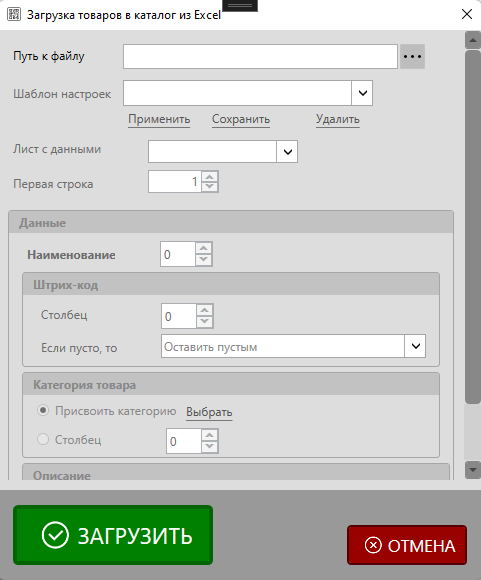 Загрузка товаров в каталог из Excel
Путь к файлу
Шаблон настроек
Применить Сохранить Удалить
Лист с данными
Первая строка 1
Данные
Наименование 0
Штрих-код
Столбец 0
Если пусто, то Оставить пустым
Категория товара
Присвоить категорию Выбрать
Столбец 0
Описание
ЗАГРУЗИТЬ
ОТМЕНА